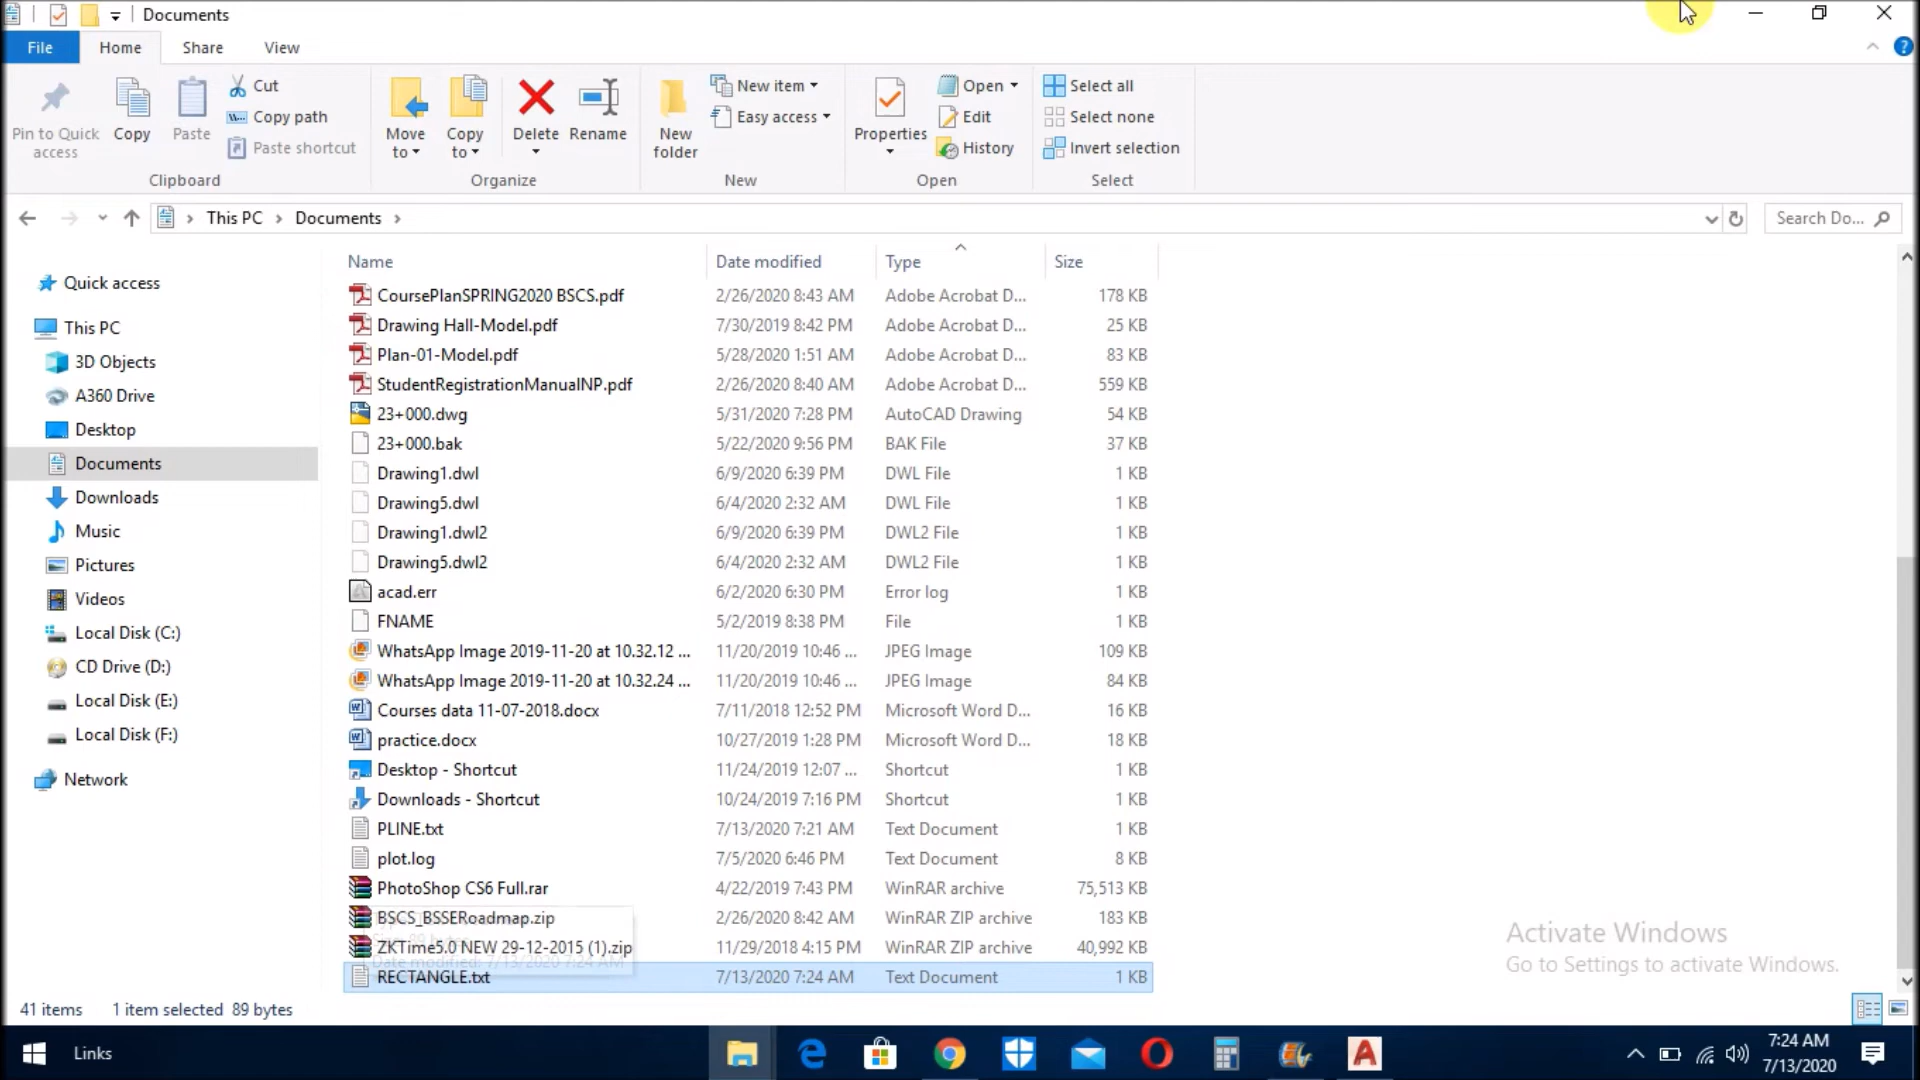 Documents
File Home Share View
Pin to Quick access
Copy
Paste
Cut
Copy path
Paste shortcut
Clipboard
Move to
Copy to
Delete
Rename
Organize
New folder
New item
Easy access
New
Properties
Open
Edit
History
Open
Select all
Select none
Invert selection
Select
This PC > Documents >
Search Do...
Quick access
This PC
3D Objects
A360 Drive
Desktop
Documents
Downloads
Music
Pictures
Videos
Local Disk (C:)
CD Drive (D:)
Local Disk (E:)
Local Disk (F:)
Network
Name Date modified Type Size
CoursePlanSPRING2020 BSCS.pdf 2/26/2020 8:43 AM Adobe Acrobat D... 178 KB
Drawing Hall-Model.pdf 7/30/2019 8:42 PM Adobe Acrobat D... 25 KB
Plan-01-Model.pdf 5/28/2020 1:51 AM Adobe Acrobat D... 83 KB
StudentRegistrationManualNP.pdf 2/26/2020 8:40 AM Adobe Acrobat D... 559 KB
23+000.dwg 5/31/2020 7:28 PM AutoCAD Drawing 54 KB
23+000.bak 5/22/2020 9:56 PM BAK File 37 KB
Drawing1.dwl 6/9/2020 6:39 PM DWL File 1 KB
Drawing5.dwl 6/4/2020 2:32 AM DWL File 1 KB
Drawing1.dwl2 6/9/2020 6:39 PM DWL2 File 1 KB
Drawing5.dwl2 6/4/2020 2:32 AM DWL2 File 1 KB
acad.err 6/2/2020 6:30 PM Error log 1 KB
FNAME 5/2/2019 8:38 PM File 1 KB
WhatsApp Image 2019-11-20 at 10.32.12 ... 11/20/2019 10:46 ... JPEG Image 109 KB
WhatsApp Image 2019-11-20 at 10.32.24 ... 11/20/2019 10:46 ... JPEG Image 84 KB
Courses data 11-07-2018.docx 7/11/2018 12:52 PM Microsoft Word D... 16 KB
practice.docx 10/27/2019 1:28 PM Microsoft Word D... 18 KB
Desktop - Shortcut 11/24/2019 12:07 ... Shortcut 1 KB
Downloads - Shortcut 10/24/2019 7:16 PM Shortcut 1 KB
PLINE.txt 7/13/2020 7:21 AM Text Document 1 KB
plot.log 7/5/2020 6:46 PM Text Document 8 KB
PhotoShop CS6 Full.rar 4/22/2019 7:43 PM WinRAR archive 75,513 KB
BSCS_BSSERoadmap.zip 2/26/2020 8:42 AM WinRAR ZIP archive 183 KB
ZKTime5.0 NEW 29-12-2015 (1).zip 11/29/2018 4:15 PM WinRAR ZIP archive 40,992 KB
Date modified: 7/13/2020 7:24 AM
RECTANGLE.txt 7/13/2020 7:24 AM Text Document 1 KB
Activate Windows
Go to Settings to activate Windows.
41 items 1 item selected 89 bytes
Links
7:24 AM
7/13/2020